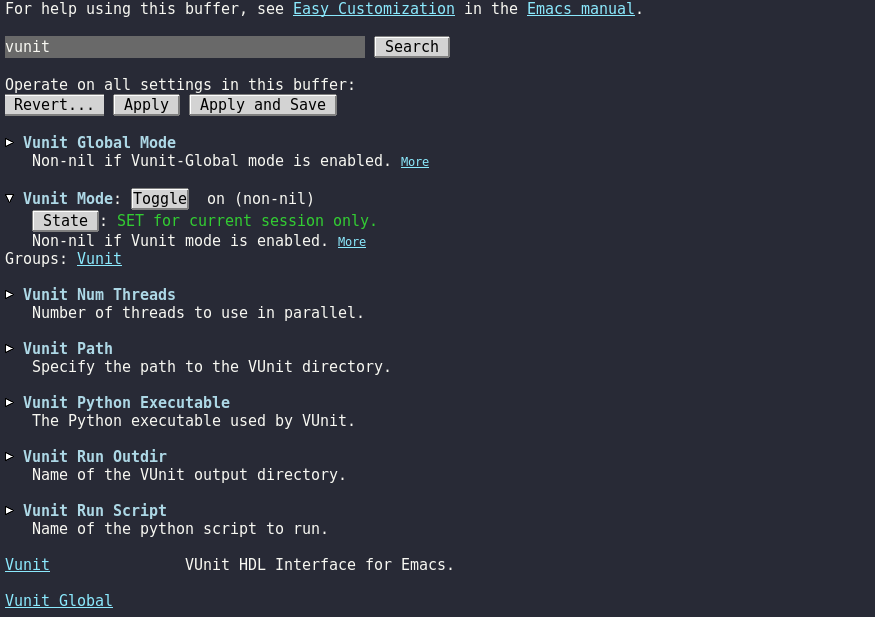 For help using this buffer, see Easy Customization in the Emacs manual.
vunit Search
Operate on all settings in this buffer:
Revert... Apply Apply and Save
Vunit Global Mode
Non-nil if Vunit-Global mode is enabled. More
Vunit Mode: Toggle on (non-nil)
State : SET for current session only.
Non-nil if Vunit mode is enabled. More
Groups: Vunit
Vunit Num Threads
Number of threads to use in parallel.
Vunit Path
Specify the path to the VUnit directory.
Vunit Python Executable
The Python executable used by VUnit.
Vunit Run Outdir
Name of the VUnit output directory.
Vunit Run Script
Name of the python script to run.
Vunit VUnit HDL Interface for Emacs.
Vunit Global